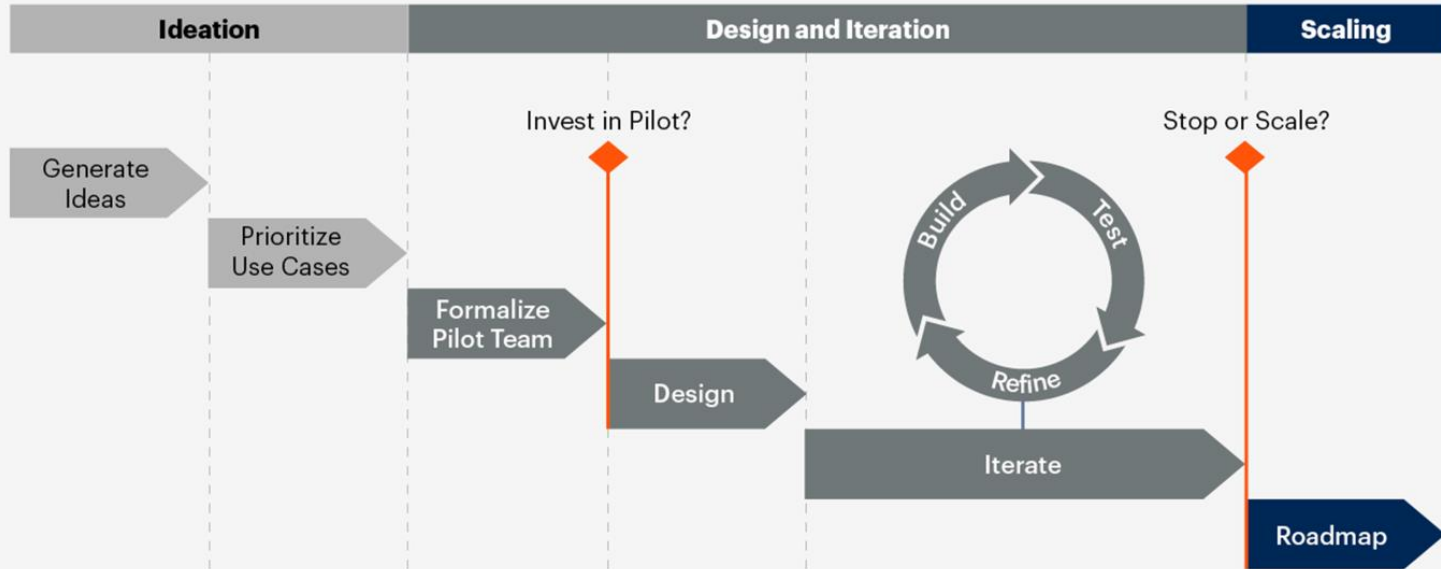 Ideation
Design and Iteration
Scaling
Invest in Pilot?
Stop or Scale?
Generate
Ideas
Prioritize
Use Cases
Formalize
Pilot Team
Design
Build
Test
Refine
Iterate
Roadmap